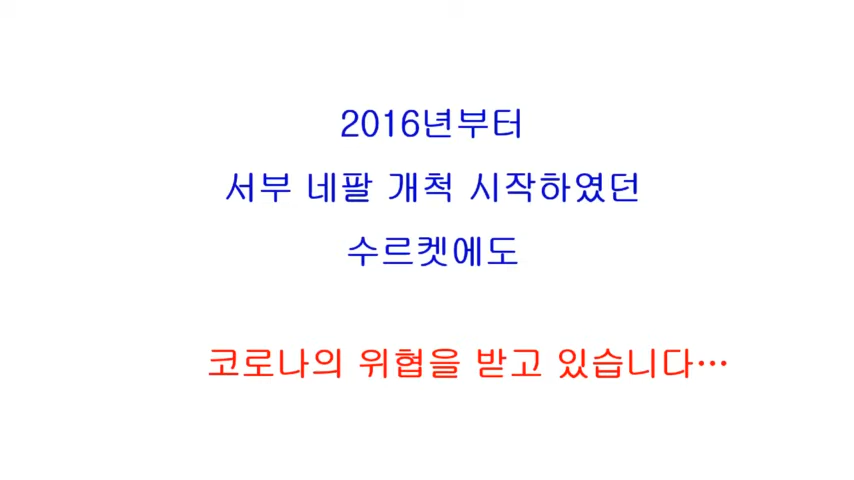 2016년부터
서부 네팔 개척 시작하였던
수르켓에도
코로나의 위협을 받고 있습니다…